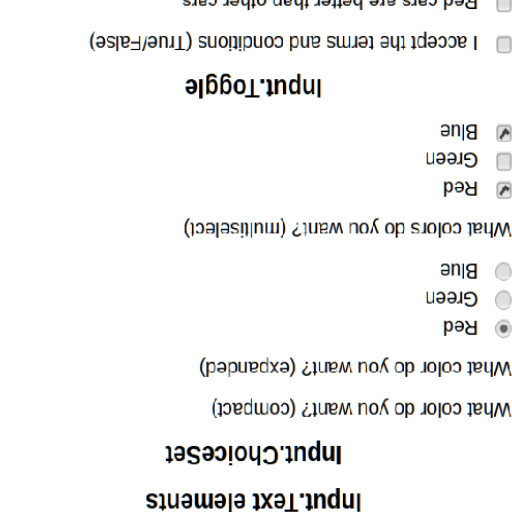 Input.Text elements
Input.ChoiceSet
What color do you want? (compact)
What color do you want? (expanded)
Red
Green
Blue
What colors do you want? (multiselect)
Red
Green
Blue
Input.Toggle
I accept the terms and conditions (True/False)
Red cars are better than other cars